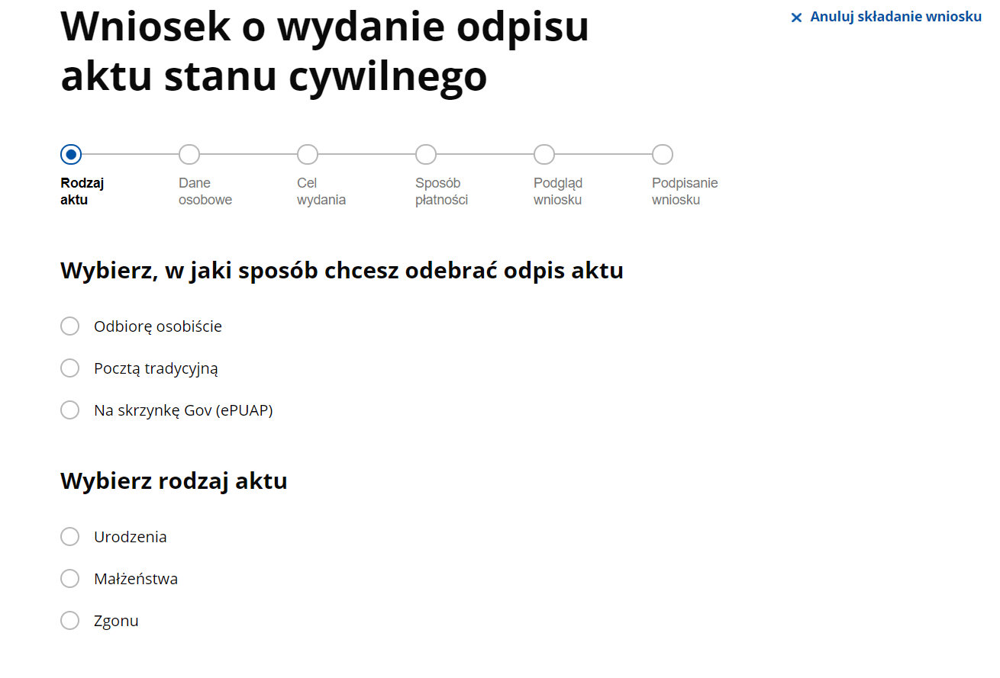 Wniosek o wydanie odpisu
aktu stanu cywilnego
Anuluj składanie wniosku
Rodzaj
aktu
Dane
osobowe
Cel
wydania
Sposób
płatności
Podgląd
wniosku
Podpisanie
wniosku
Wybierz, w jaki sposób chcesz odebrać odpis aktu
Odbiorę osobiście
Pocztą tradycyjną
Na skrzynkę Gov (ePUAP)
Wybierz rodzaj aktu
Urodzenia
Małżeństwa
Zgonu